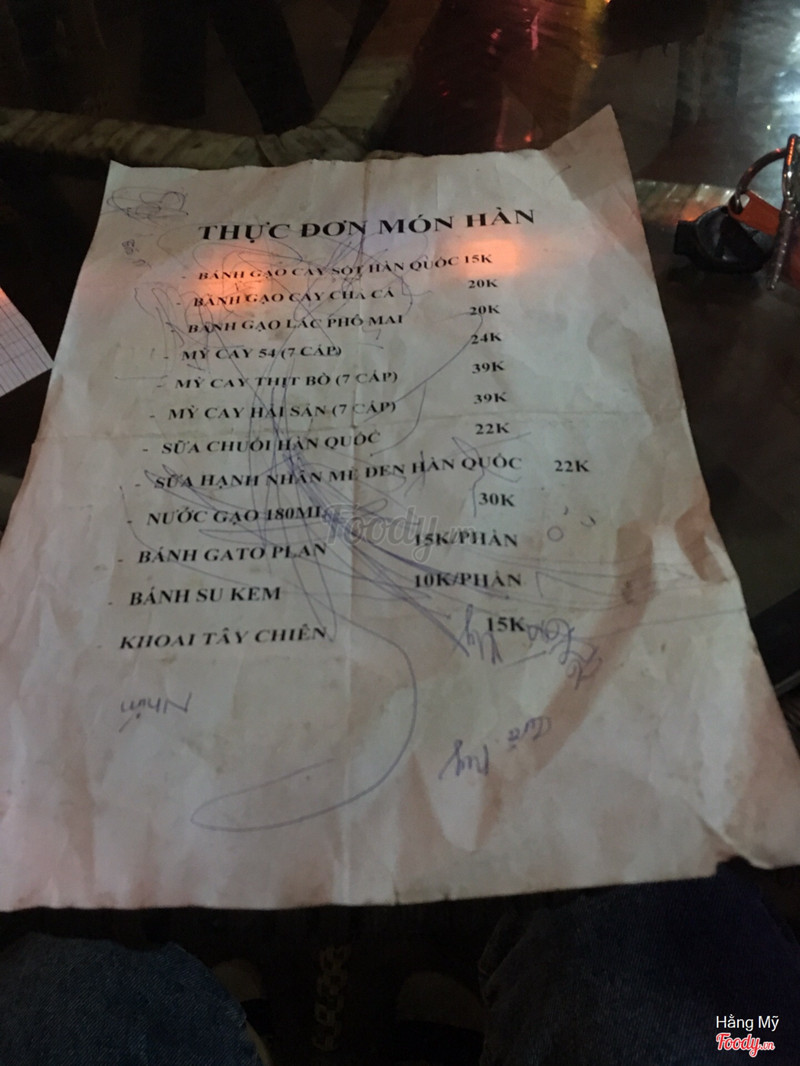 THỰC ĐƠN MÓN HÀN
- BÁNH GẠO CAY SỐT HÀN QUỐC 15K
- BÁNH GẠO CAY CHẢ CÁ 20K
- BÁNH GẠO LẮC PHÔ MAI 20K
- MỲ CAY 54 (7 CẤP) 24K
- MỲ CAY THỊT BÒ (7 CẤP) 39K
- MỲ CAY HẢI SẢN (7 CẤP) 39K
- SỮA CHUỐI HÀN QUỐC 22K
- SỮA HẠNH NHÂN MÈ ĐEN HÀN QUỐC 22K
- NƯỚC GẠO 180ML 30K
- BÁNH GATO PLAN 15K/PHẦN
- BÁNH SU KEM 10K/PHẦN
KHOAI TÂY CHIÊN 15K
Foody.vn
Hằng Mỹ
Foody.vn